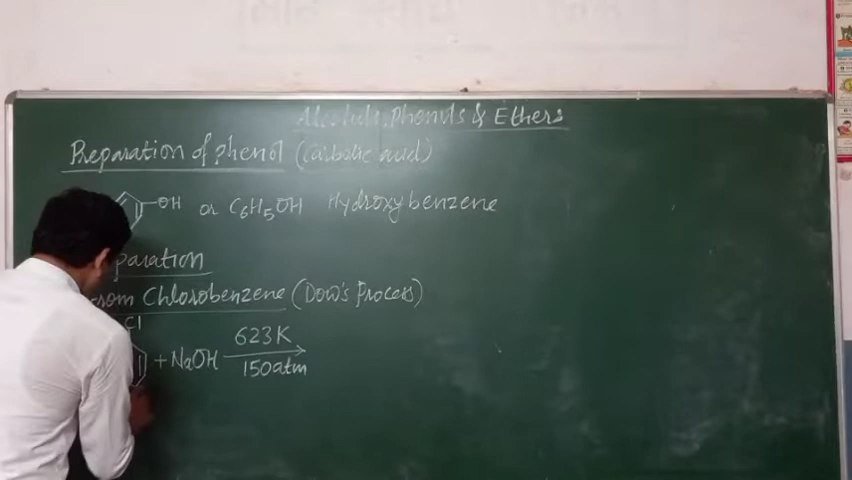 Alcohols, Phenols & Ethers
Preparation of phenol (Carbolic acid)
OH or C6H5OH Hydroxybenzene
paration
rom Chlorobenzene (Dow's Process)
Cl
+ NaOH 623K
150atm